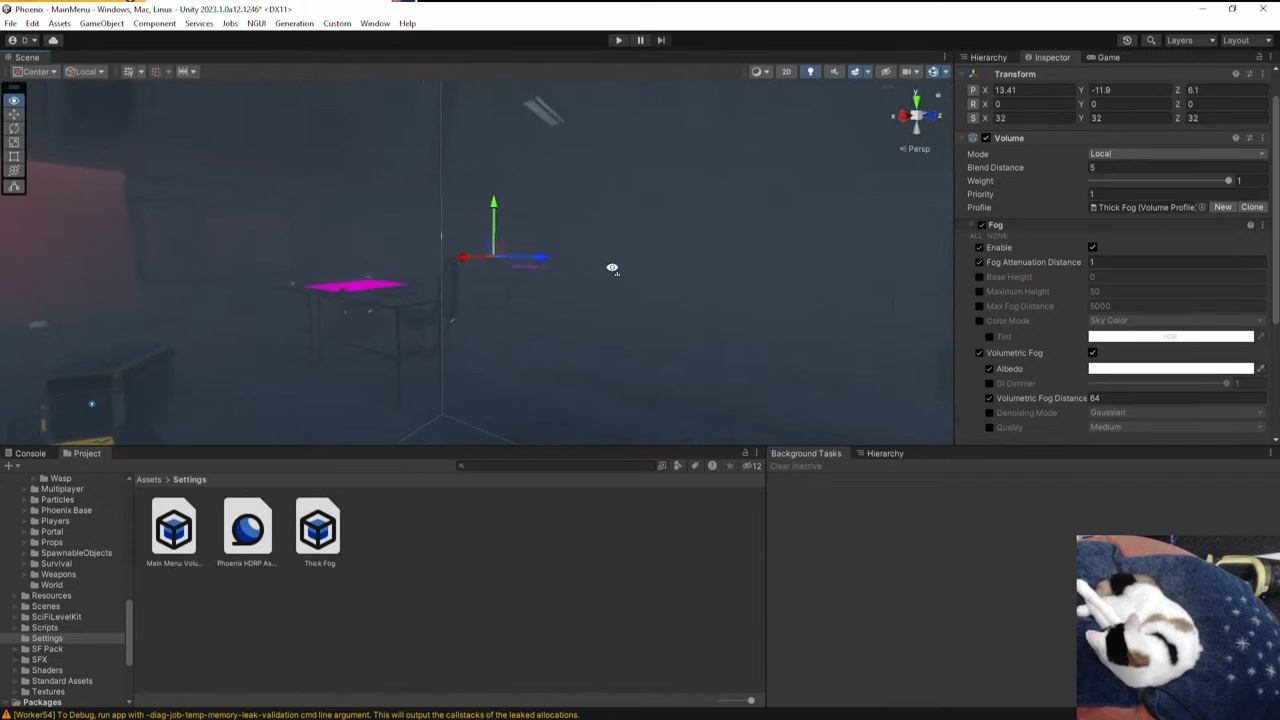 Phoenix - MainMenu - Windows, Mac, Linux - Unity 2023.1.0a12.1246* <DX11>
File Edit Assets GameObject Component Services Jobs NGUI Generation Custom Window Help
D
Layers Layout
Scene
Hierarchy Inspector Game
Center Local 2D
y
x z
Persp
Transform
P X 13.41 Y -11.9 Z 6.1
R X 0 Y 0 Z 0
S X 32 Y 32 Z 32
Volume
Mode Local
Blend Distance 5
Weight 1
Priority 1
Profile Thick Fog (Volume Profile) New Clone
Fog
ALL NONE
Enable
Fog Attenuation Distance 1
Base Height 0
Maximum Height 50
Max Fog Distance 5000
Color Mode Sky Color
Tint HDR
Volumetric Fog
Albedo
GI Dimmer 1
Volumetric Fog Distance 64
Denoising Mode Gaussian
Quality Medium
Console Project
12
Background Tasks Hierarchy
Clear Inactive
Assets > Settings
Wasp
Multiplayer
Particles
Phoenix Base
Players
Portal
Props
SpawnableObjects
Survival
Weapons
World
Resources
Scenes
SciFiLevelKit
Scripts
Settings
SF Pack
SFX
Shaders
Standard Assets
Textures
Packages
Main Menu Volu... Phoenix HDRP As... Thick Fog
[Worker54] To Debug, run app with -diag-job-temp-memory-leak-validation cmd line argument. This will output the callstacks of the leaked allocations.